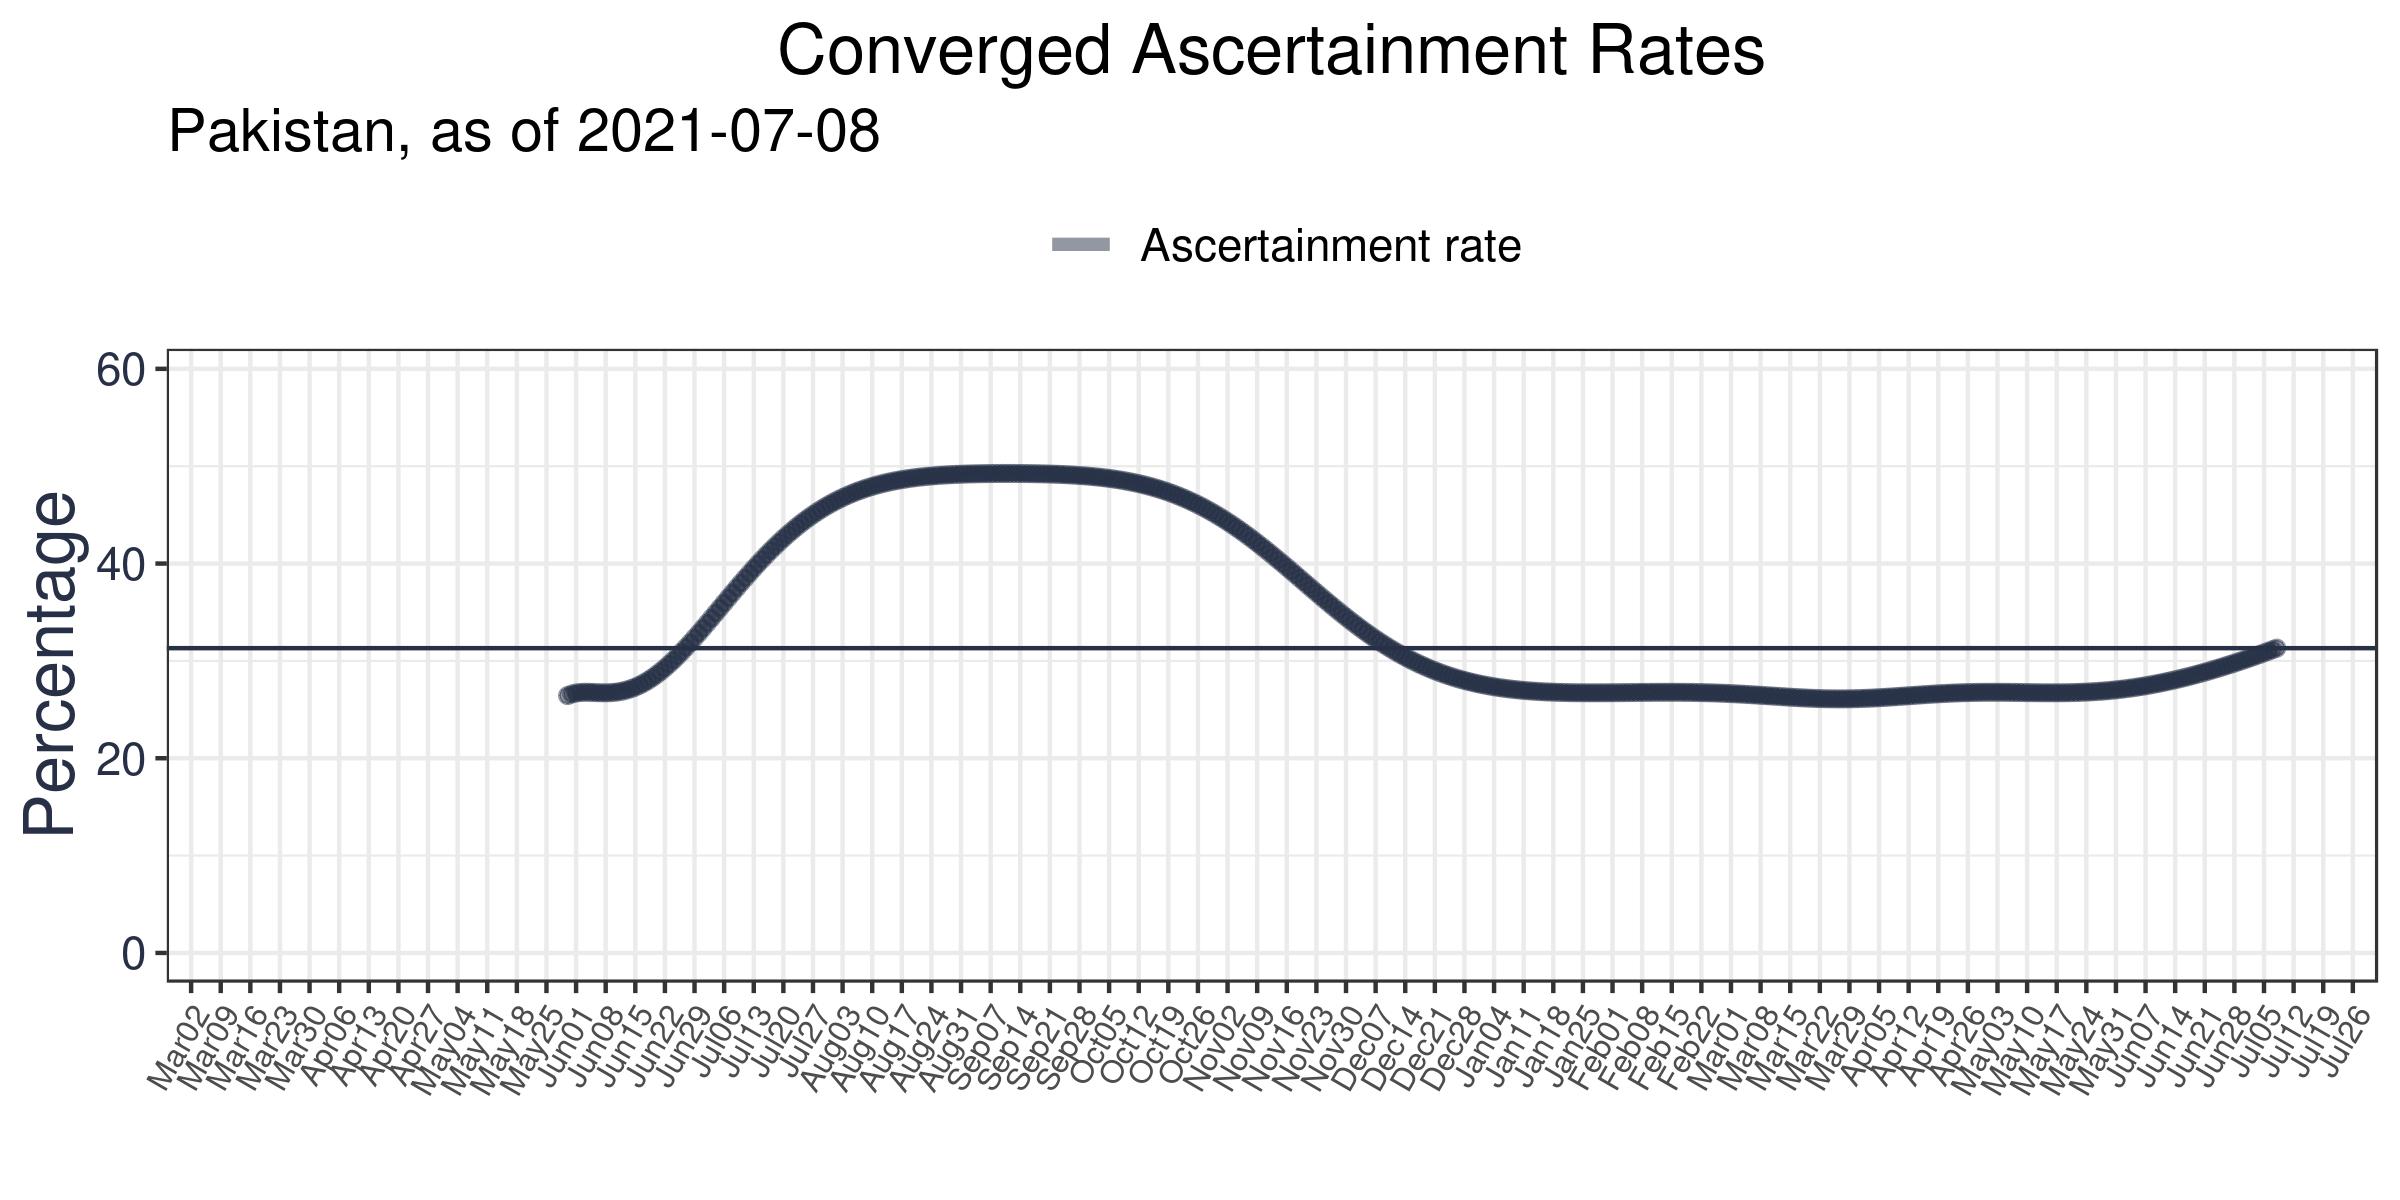 Converged Ascertainment Rates
Pakistan, as of 2021-07-08
Ascertainment rate
Percentage
60
40
20
0
Mar02 Mar09 Mar16 Mar23 Mar30 Apr06 Apr13 Apr20 Apr27 May04 May11 May18 May25 Jun01 Jun08 Jun15 Jun22 Jun29 Jul06 Jul13 Jul20 Jul27 Aug03 Aug10 Aug17 Aug24 Aug31 Sep07 Sep14 Sep21 Sep28 Oct05 Oct12 Oct19 Oct26 Nov02 Nov09 Nov16 Nov23 Nov30 Dec07 Dec14 Dec21 Dec28 Jan04 Jan11 Jan18 Jan25 Feb01 Feb08 Feb15 Feb22 Mar01 Mar08 Mar15 Mar22 Mar29 Apr05 Apr12 Apr19 Apr26 May03 May10 May17 May24 May31 Jun07 Jun14 Jun21 Jun28 Jul05 Jul12 Jul19 Jul26